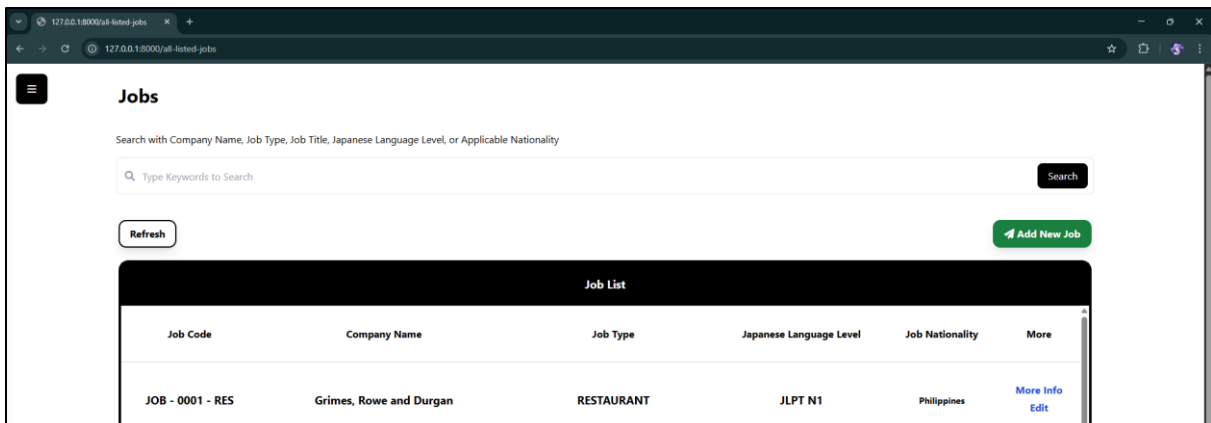 127.0.0.1:8000/all-listed-jobs
127.0.0.1:8000/all-listed-jobs
Jobs
Search with Company Name, Job Type, Job Title, Japanese Language Level, or Applicable Nationality
Type Keywords to Search Search
Refresh Add New Job
Job List
Job Code Company Name Job Type Japanese Language Level Job Nationality More
JOB - 0001 - RES Grimes, Rowe and Durgan RESTAURANT JLPT N1 Philippines More Info
Edit